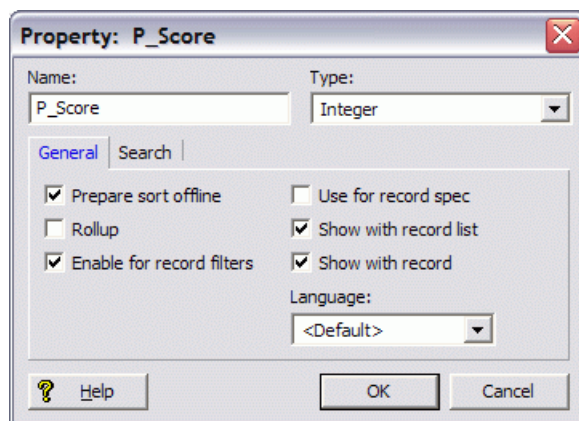 Property: P_Score
Name:
Type:
P_Score
Integer
General
Search
Prepare sort offline
Use for record spec
Rollup
Show with record list
Enable for record filters
Show with record
Language:
<Default>
? Help
OK
Cancel